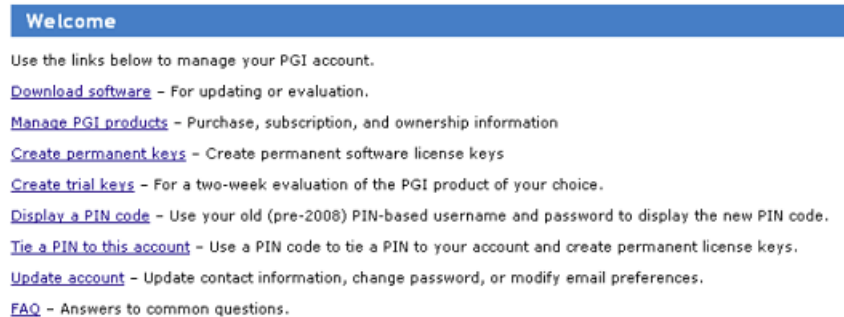 Welcome
Use the links below to manage your PGI account.
Download software – For updating or evaluation.
Manage PGI products – Purchase, subscription, and ownership information
Create permanent keys – Create permanent software license keys
Create trial keys – For a two-week evaluation of the PGI product of your choice.
Display a PIN code – Use your old (pre-2008) PIN-based username and password to display the new PIN code.
Tie a PIN to this account – Use a PIN code to tie a PIN to your account and create permanent license keys.
Update account – Update contact information, change password, or modify email preferences.
FAQ – Answers to common questions.